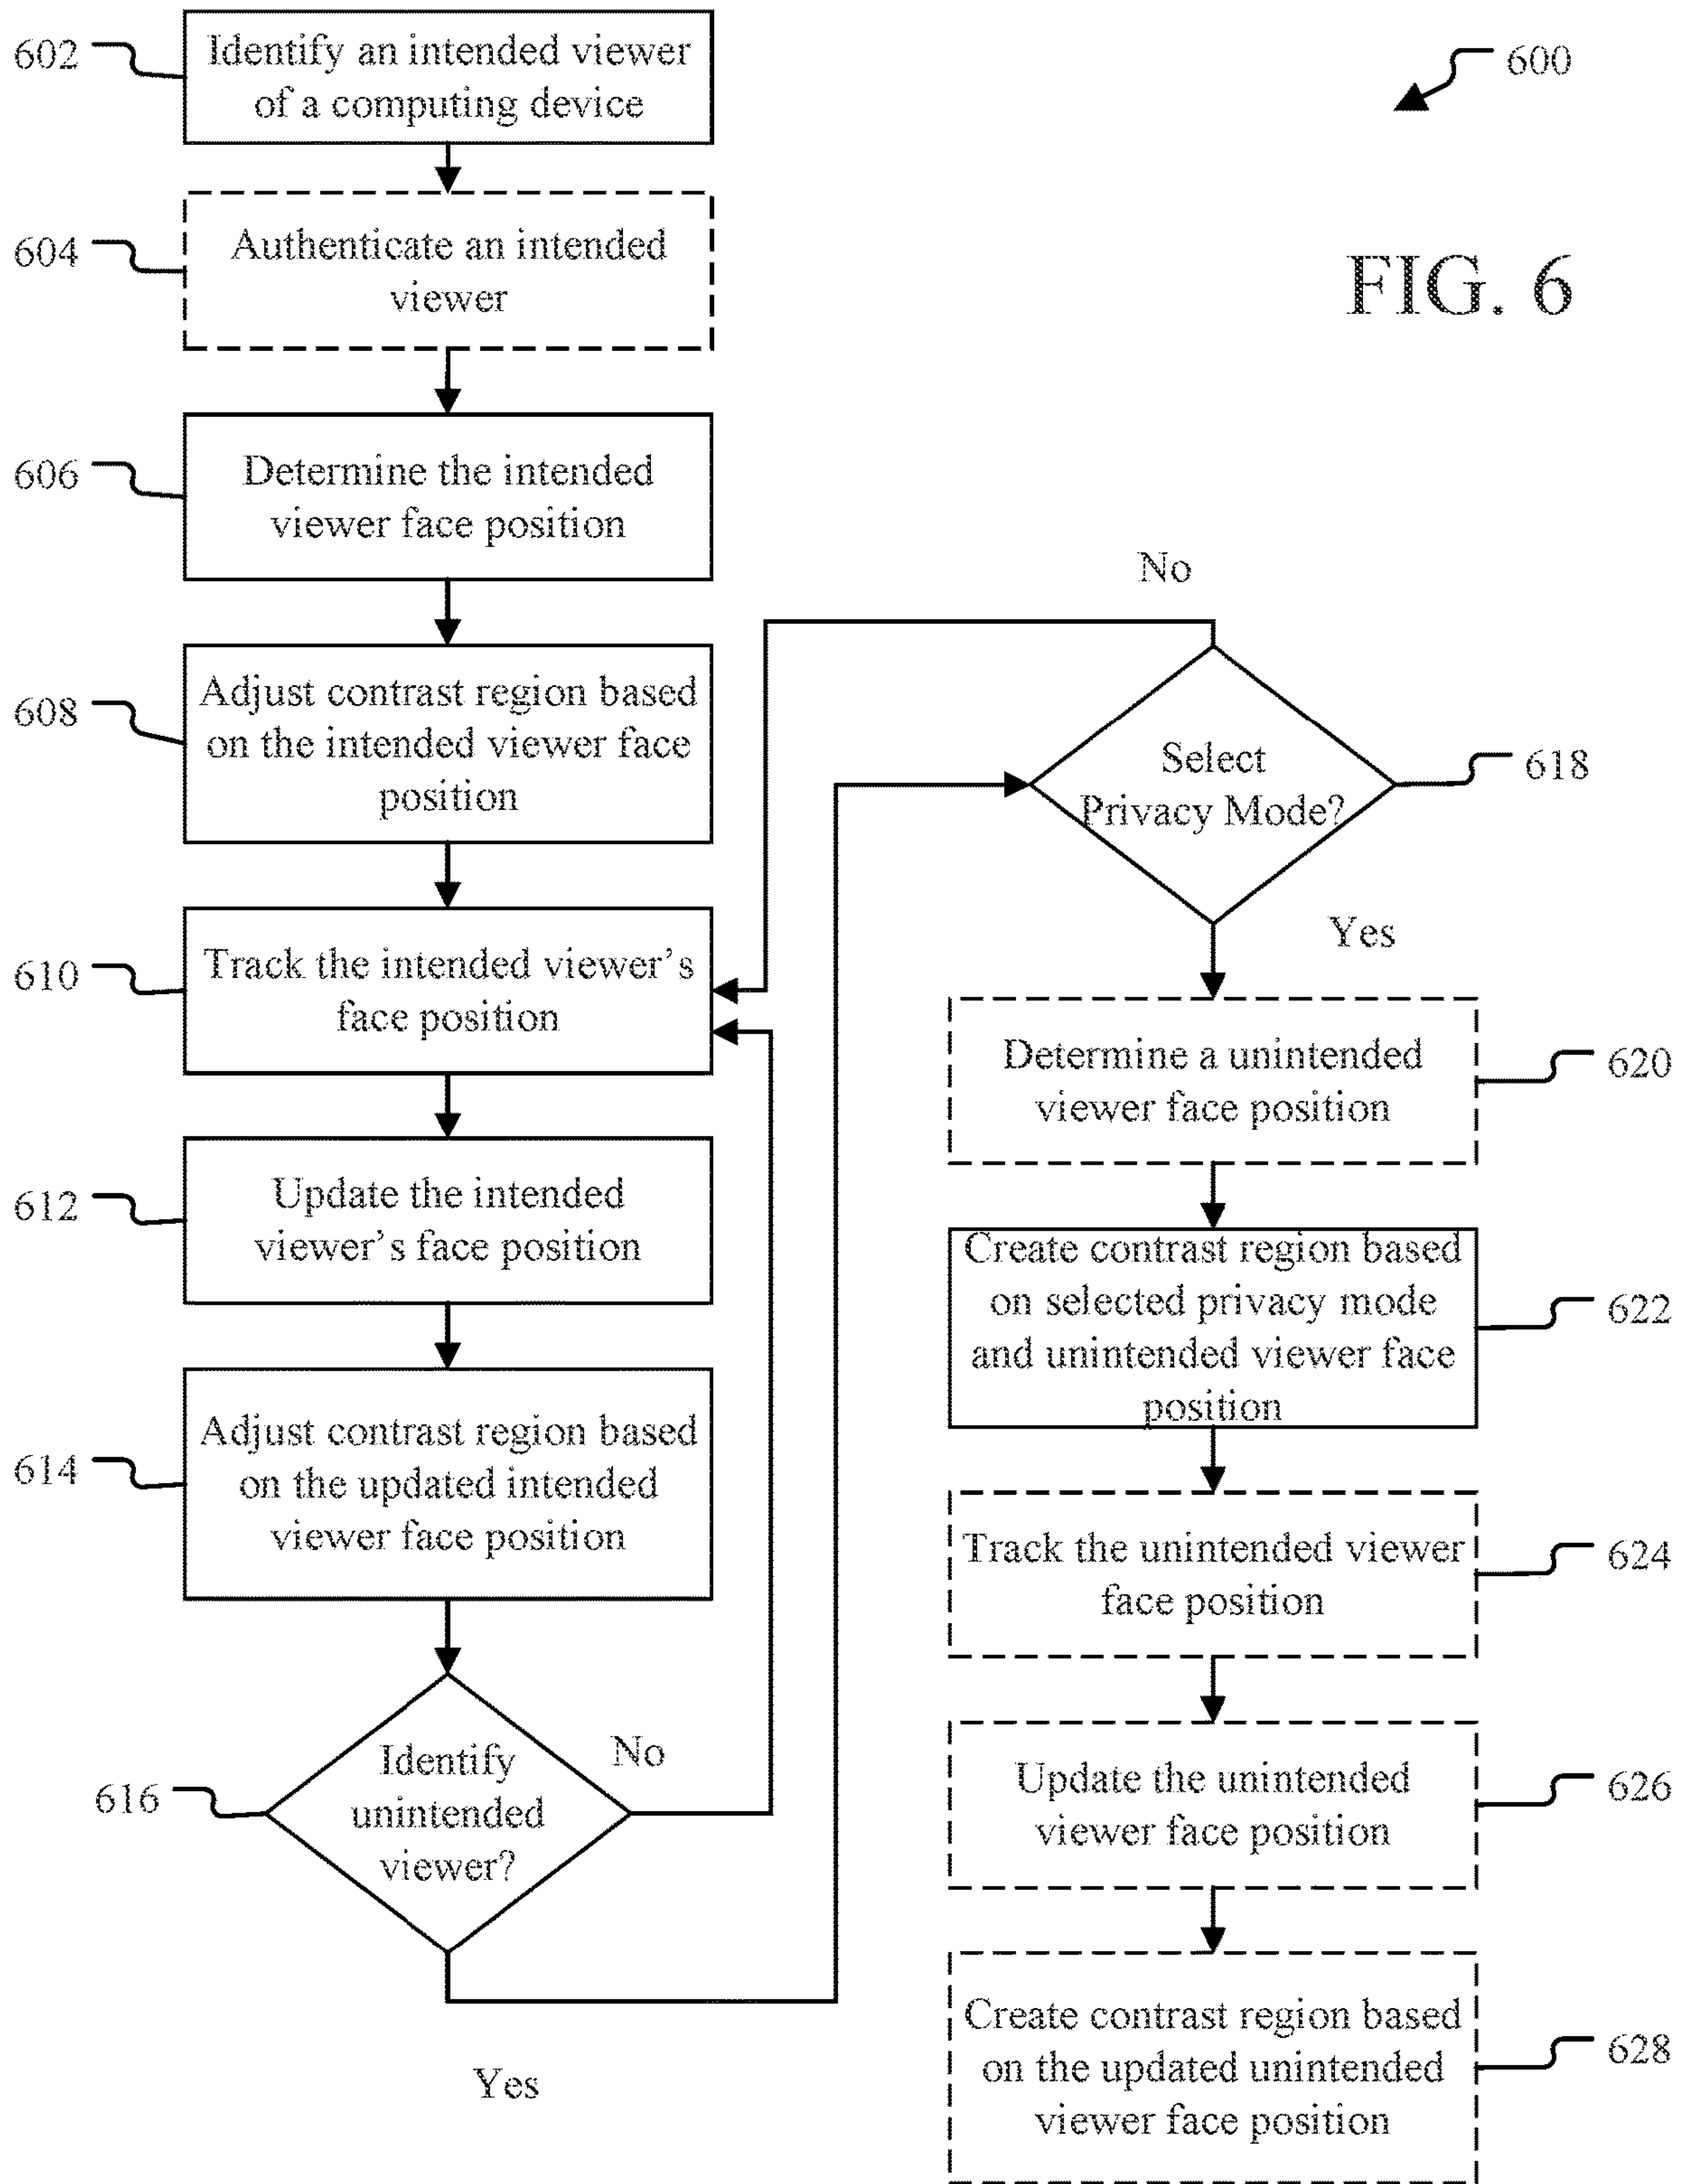 602
Identify an intended viewer
of a computing device
600
604
Authenticate an intended
viewer
FIG. 6
606
Determine the intended
viewer face position
608
Adjust contrast region based
on the intended viewer face
position
610
Track the intended viewer's
face position
612
Update the intended
viewer's face position
614
Adjust contrast region based
on the updated intended
viewer face position
616
Identify
unintended
viewer?
No
Yes
No
Select
Privacy Mode?
618
Yes
Determine a unintended
viewer face position
620
Create contrast region based
on selected privacy mode
and unintended viewer face
position
622
Track the unintended viewer
face position
624
Update the unintended
viewer face position
626
Create contrast region based
on the updated unintended
viewer face position
628